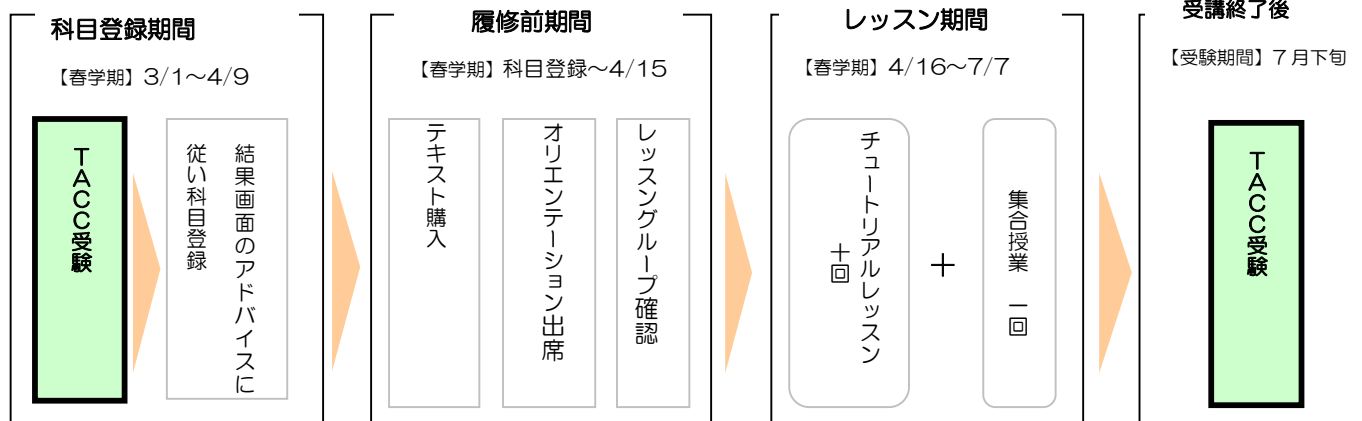 科目登録期間
【春学期】3/1～4/9
TACC受験
結果画面のアドバイスに
従い科目登録
履修前期間
【春学期】科目登録～4/15
テキスト購入
オリエンテーション出席
レッスングループ確認
レッスン期間
【春学期】4/16～7/7
チュートリアルレッスン
十回
＋
集合授業 一回
受講終了後
【受験期間】7月下旬
TACC受験